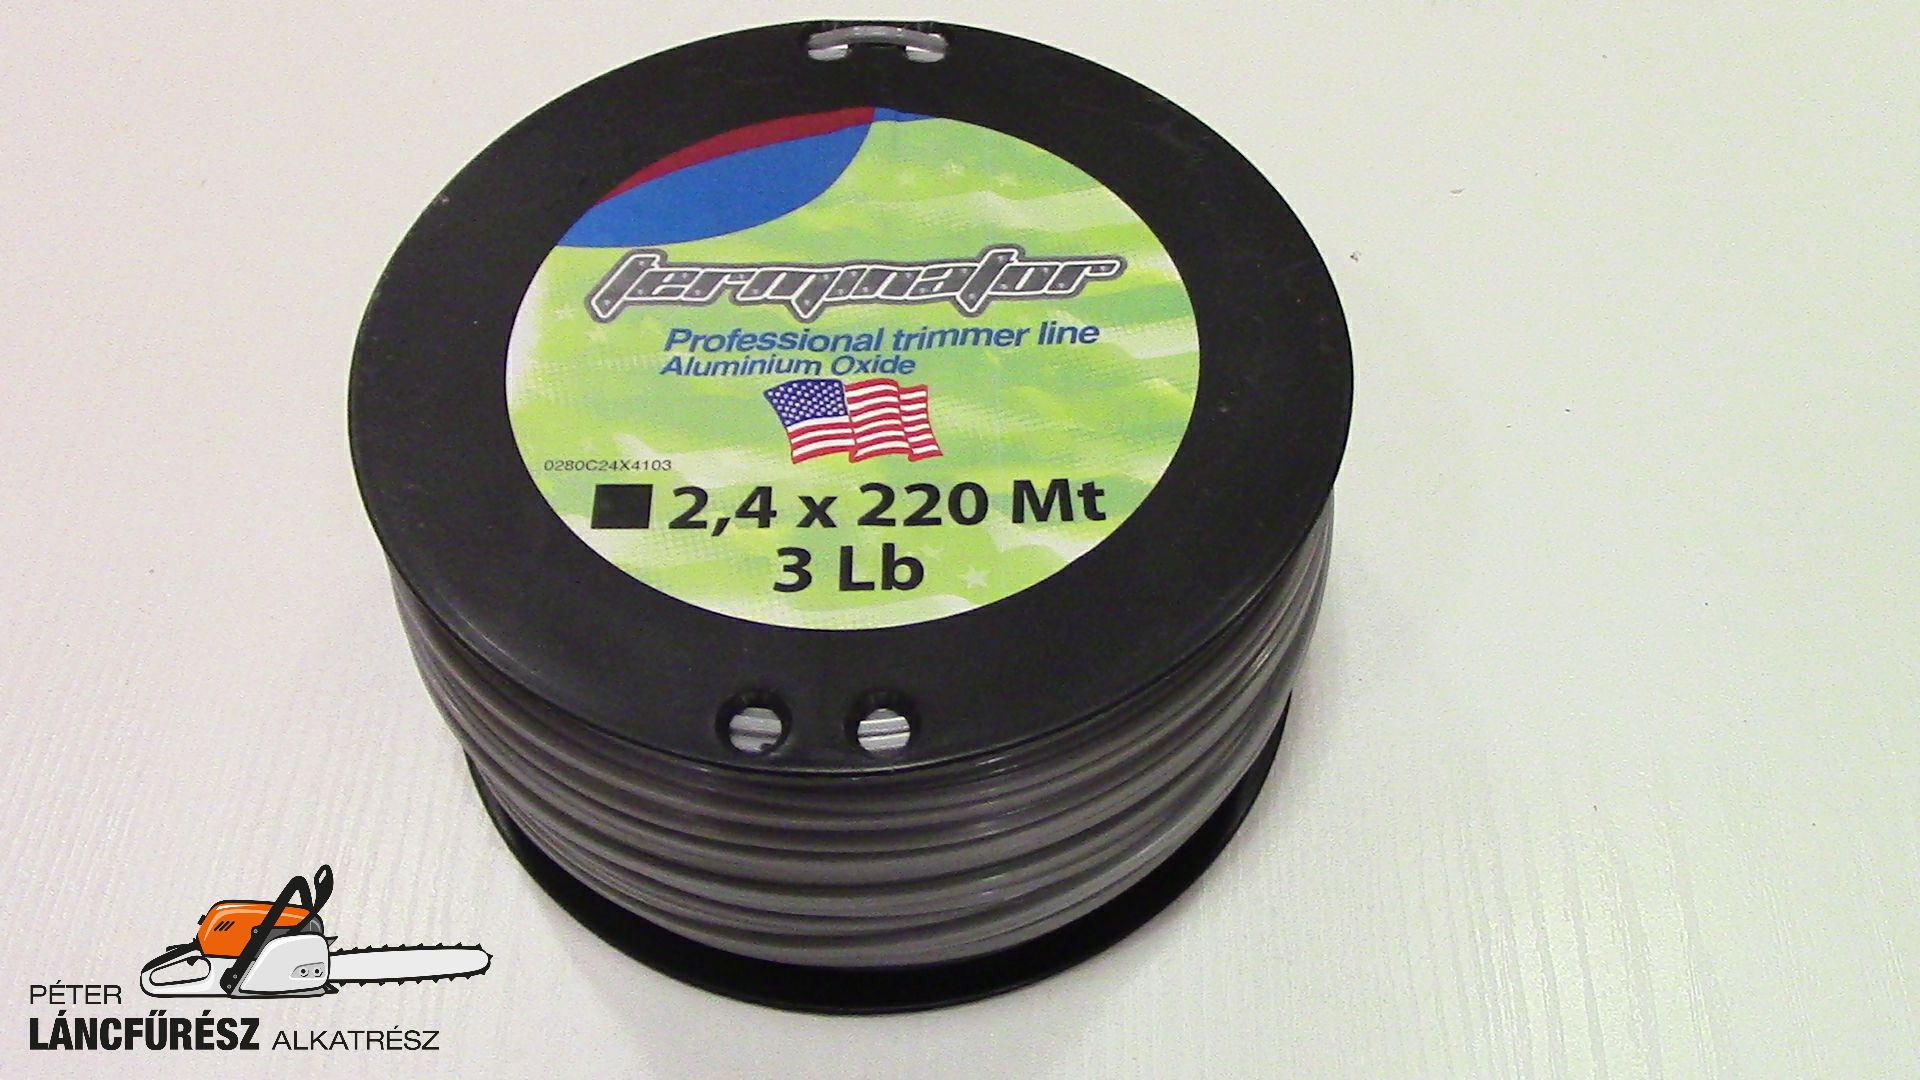 terminator
Professional trimmer line
Aluminium Oxide
0280C24X4103
2,4 x 220 Mt
3 Lb
PÉTER
LÁNCFŰRÉSZ ALKATRÉSZ